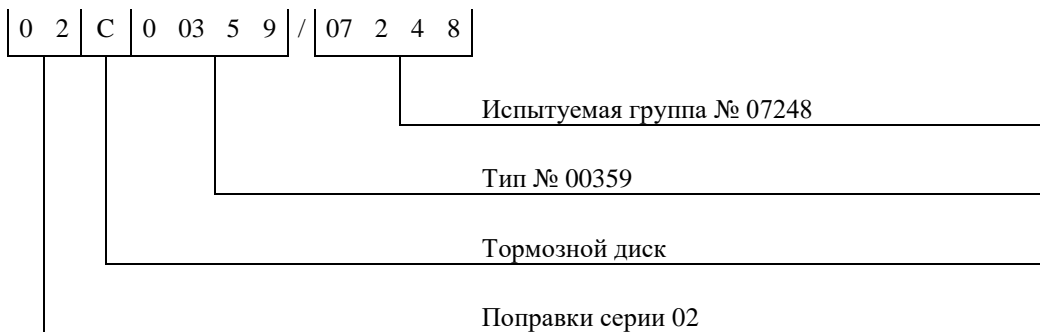 0 2 C 0 03 5 9 / 07 2 4 8
Испытуемая группа № 07248
Тип № 00359
Тормозной диск
Поправки серии 02